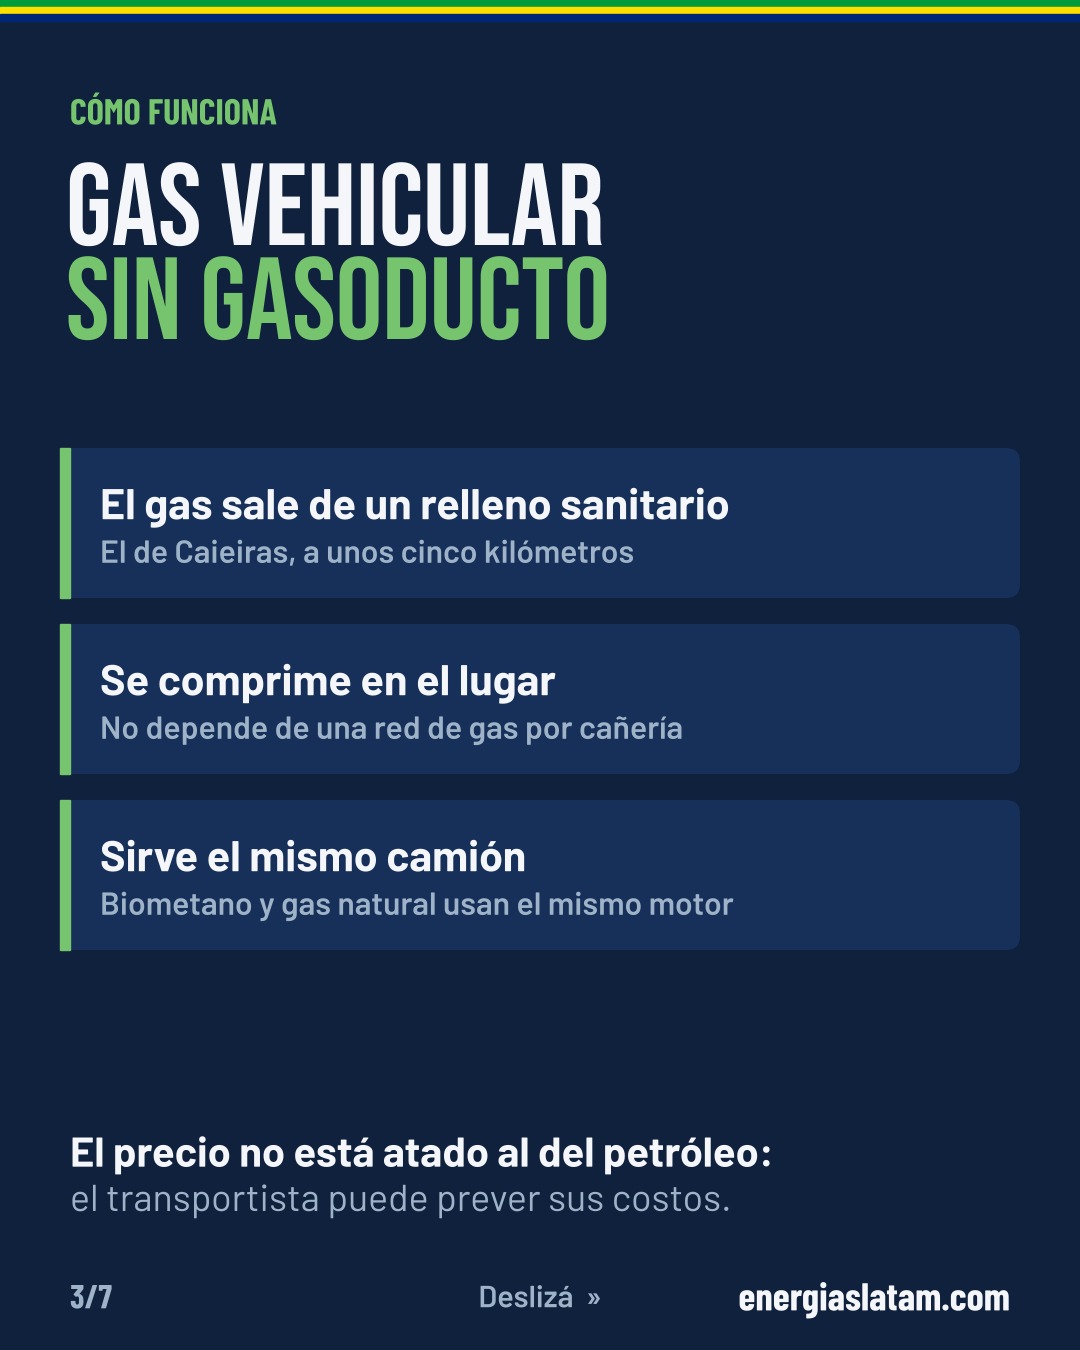 CÓMO FUNCIONA
GAS VEHICULAR
SIN GASODUCTO
El gas sale de un relleno sanitario
El de Caieiras, a unos cinco kilómetros
Se comprime en el lugar
No depende de una red de gas por cañería
Sirve el mismo camión
Biometano y gas natural usan el mismo motor
El precio no está atado al del petróleo:
el transportista puede prever sus costos.
3/7
Deslizá »
energiaslatam.com